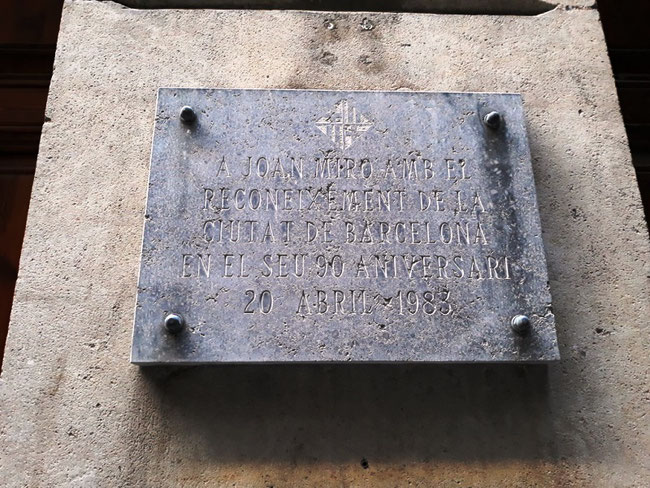 A JOAN MIRO AMB EL
RECONEIXEMENT DE LA
CIUTAT DE BARCELONA
EN EL SEU 90 ANIVERSARI
20 ABRIL 1983